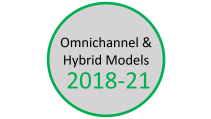 Omnichannel &
Hybrid Models
2018-21